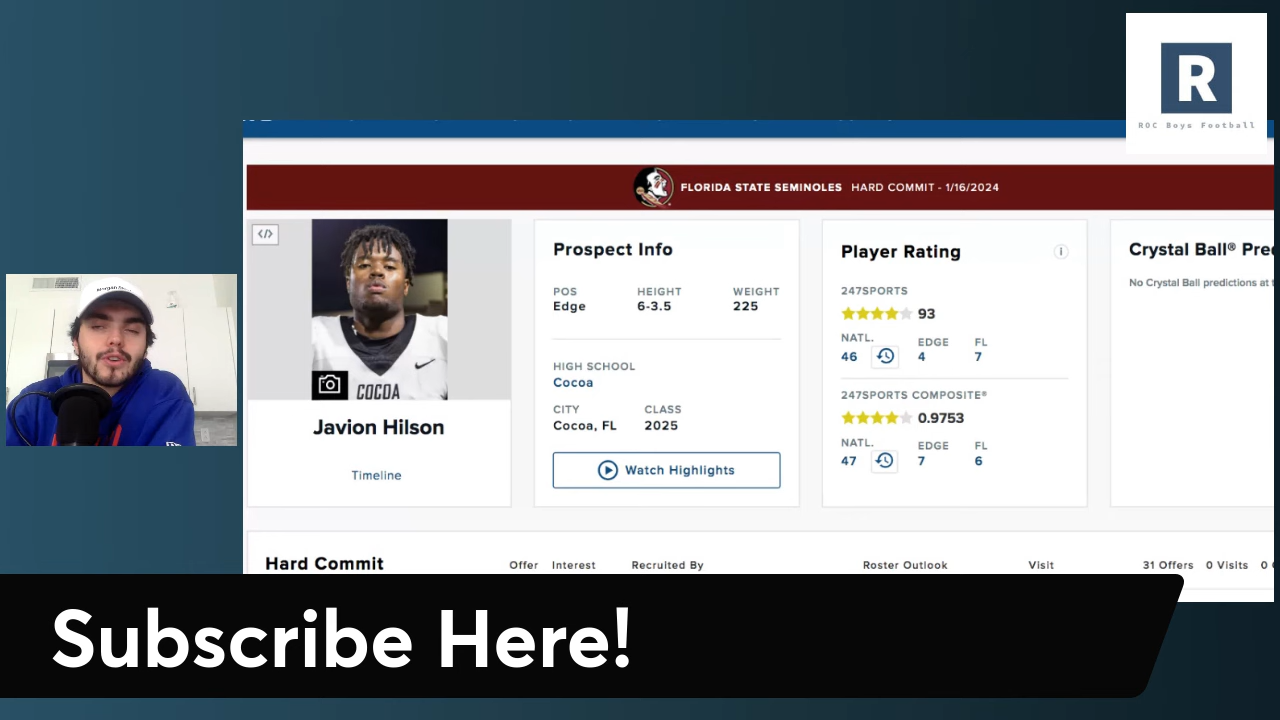 R
ROC Boys Football
FLORIDA STATE SEMINOLES HARD COMMIT - 1/16/2024
</>
COCOA
Javion Hilson
Timeline
Prospect Info
POS HEIGHT WEIGHT
Edge 6-3.5 225
HIGH SCHOOL
Cocoa
CITY CLASS
Cocoa, FL 2025
Watch Highlights
Player Rating i
247SPORTS
93
NATL. EDGE FL
46 4 7
247SPORTS COMPOSITE®
0.9753
NATL. EDGE FL
47 7 6
Crystal Ball® Pre
No Crystal Ball predictions at
Hard Commit Offer Interest Recruited By Roster Outlook Visit 31 Offers 0 Visits 0
Subscribe Here!